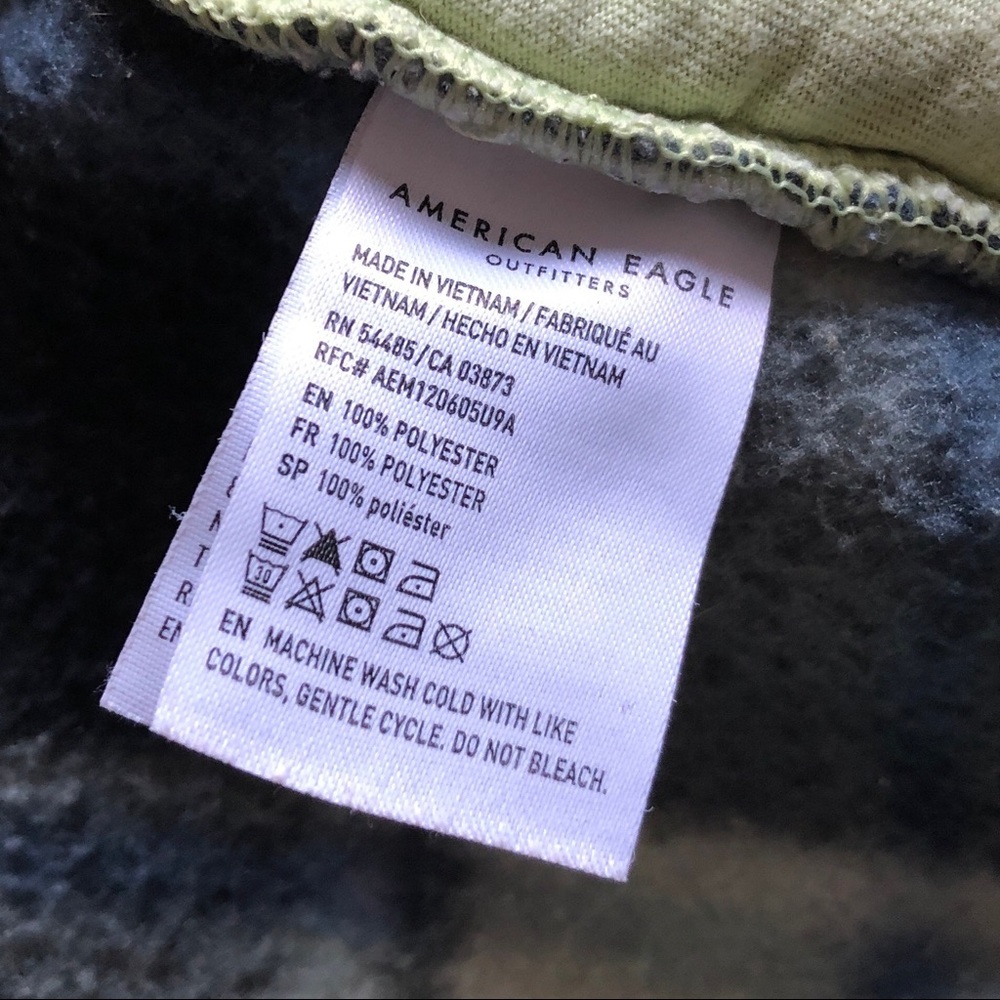 AMERICAN EAGLE
OUTFITTERS
MADE IN VIETNAM / FABRIQUÉ AU
VIETNAM / HECHO EN VIETNAM
RN 54485 / CA 03873
RFC# AEM120605U9A
EN 100% POLYESTER
FR 100% POLYESTER
SP 100% poliéster
30
EN MACHINE WASH COLD WITH LIKE
COLORS, GENTLE CYCLE. DO NOT BLEACH.
T
R
EN